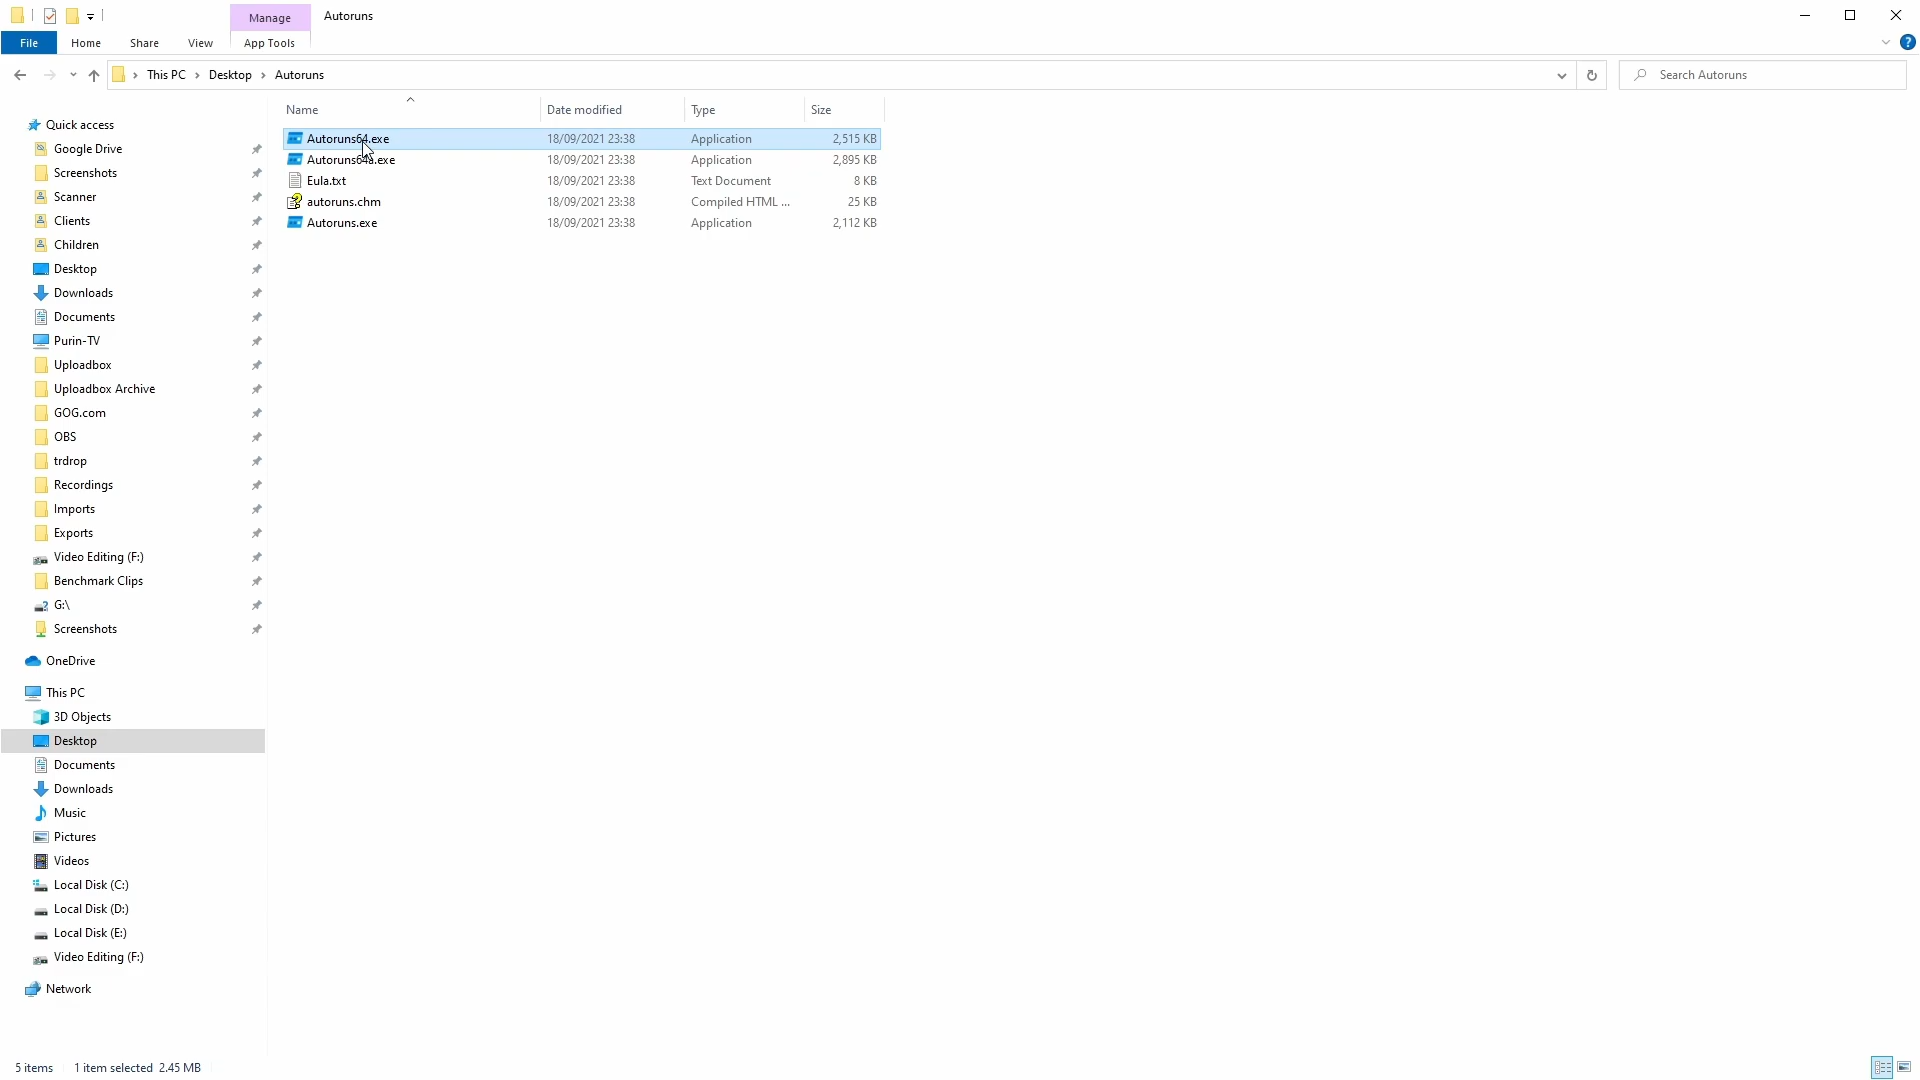 Manage
Autoruns
File
Home
Share
View
App Tools
?
This PC
Desktop
Autoruns
Search Autoruns
Name
Date modified
Type
Size
Autoruns64.exe
18/09/2021 23:38
Application
2,515 KB
Autoruns64a.exe
18/09/2021 23:38
Application
2,895 KB
Eula.txt
18/09/2021 23:38
Text Document
8 KB
autoruns.chm
18/09/2021 23:38
Compiled HTML ...
25 KB
Autoruns.exe
18/09/2021 23:38
Application
2,112 KB
Quick access
Google Drive
Screenshots
Scanner
Clients
Children
Desktop
Downloads
Documents
Purin-TV
Uploadbox
Uploadbox Archive
GOG.com
OBS
trdrop
Recordings
Imports
Exports
Video Editing (F:)
Benchmark Clips
G:\
Screenshots
OneDrive
This PC
3D Objects
Desktop
Documents
Downloads
Music
Pictures
Videos
Local Disk (C:)
Local Disk (D:)
Local Disk (E:)
Video Editing (F:)
Network
5 items
1 item selected 2.45 MB